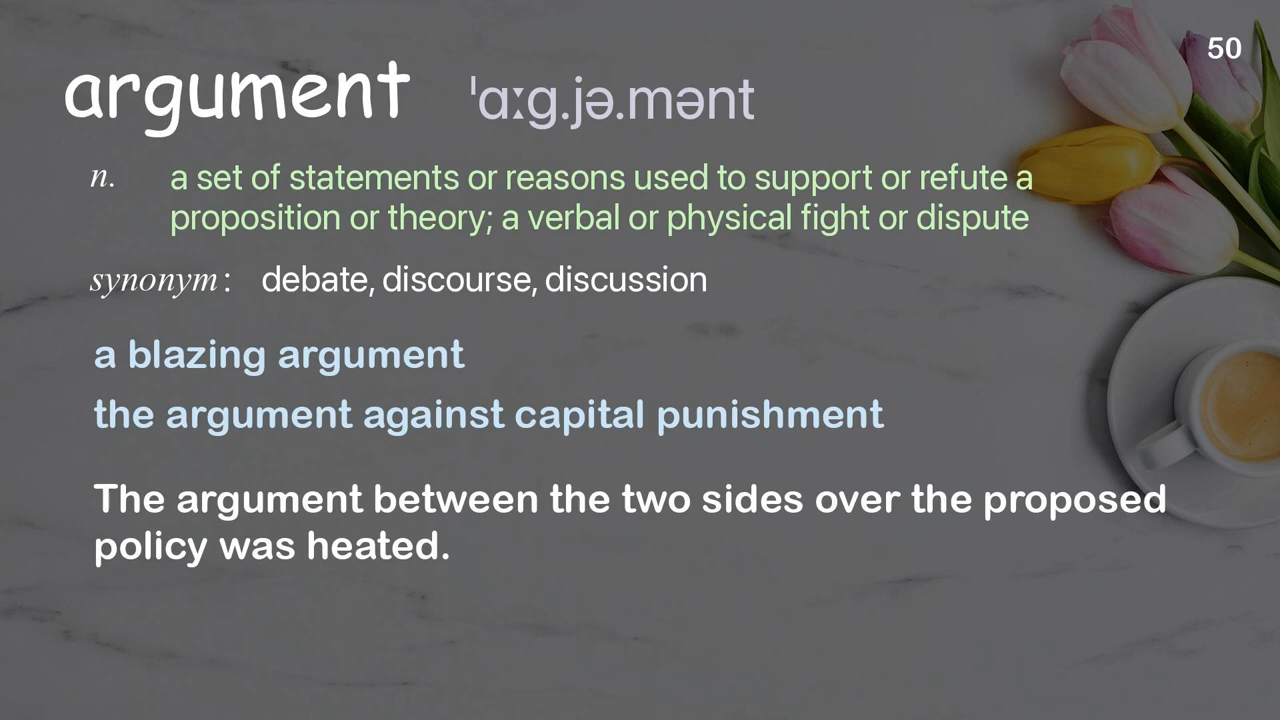 50
argument ˈɑːɡ.jə.mənt
n. a set of statements or reasons used to support or refute a
proposition or theory; a verbal or physical fight or dispute
synonym: debate, discourse, discussion
a blazing argument
the argument against capital punishment
The argument between the two sides over the proposed
policy was heated.